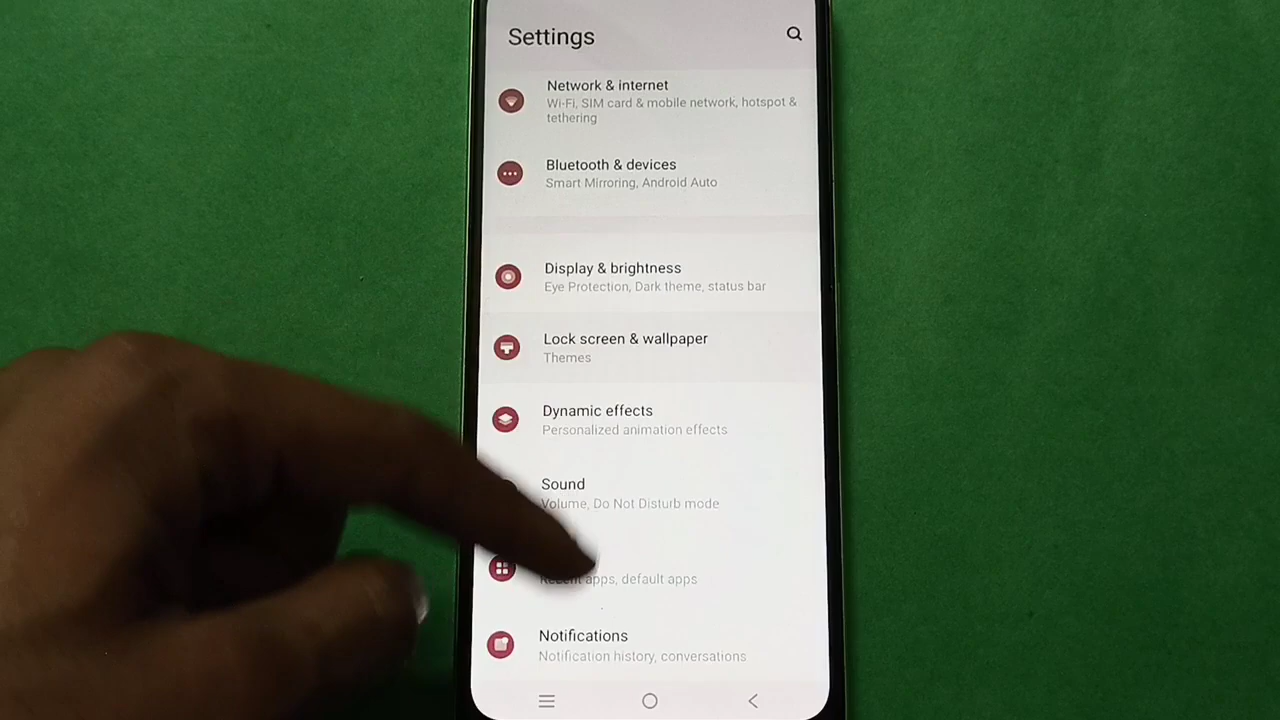 Settings
Network & internet
Wi-Fi, SIM card & mobile network, hotspot &
tethering
Bluetooth & devices
Smart Mirroring, Android Auto
Display & brightness
Eye Protection, Dark theme, status bar
Lock screen & wallpaper
Themes
Dynamic effects
Personalized animation effects
Sound
Volume, Do Not Disturb mode
Recent apps, default apps
Notifications
Notification history, conversations